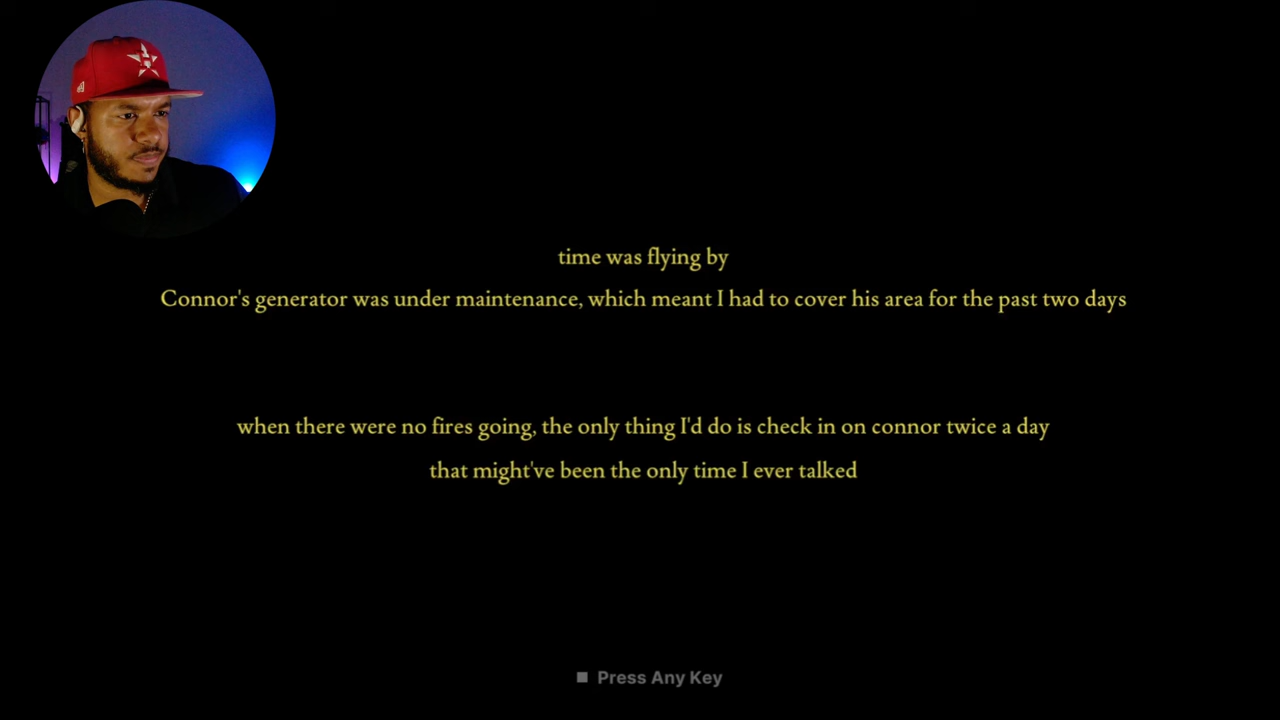 time was flying by
Connor's generator was under maintenance, which meant I had to cover his area for the past two days
when there were no fires going, the only thing I'd do is check in on connor twice a day
that might've been the only time I ever talked
Press Any Key